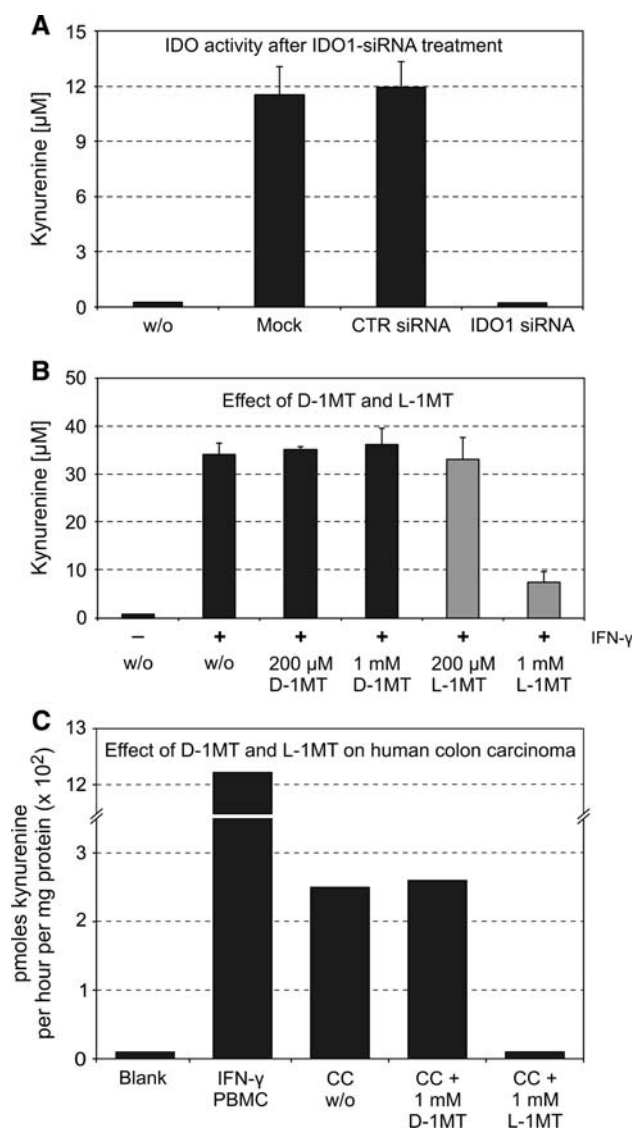 A
IDO activity after IDO1-siRNA treatment
Kynurenine [µM]
15
12
9
6
3
0
w/o Mock CTR siRNA IDO1 siRNA
B
Effect of D-1MT and L-1MT
Kynurenine [µM]
50
40
30
20
10
0
– + + + + + IFN-γ
w/o w/o 200 µM 1 mM 200 µM 1 mM
D-1MT D-1MT L-1MT L-1MT
C
Effect of D-1MT and L-1MT on human colon carcinoma
pmoles kynurenine
per hour per mg protein (x 10²)
13
12
3
2
1
0
Blank IFN-γ CC CC + CC +
PBMC w/o 1 mM 1 mM
D-1MT L-1MT